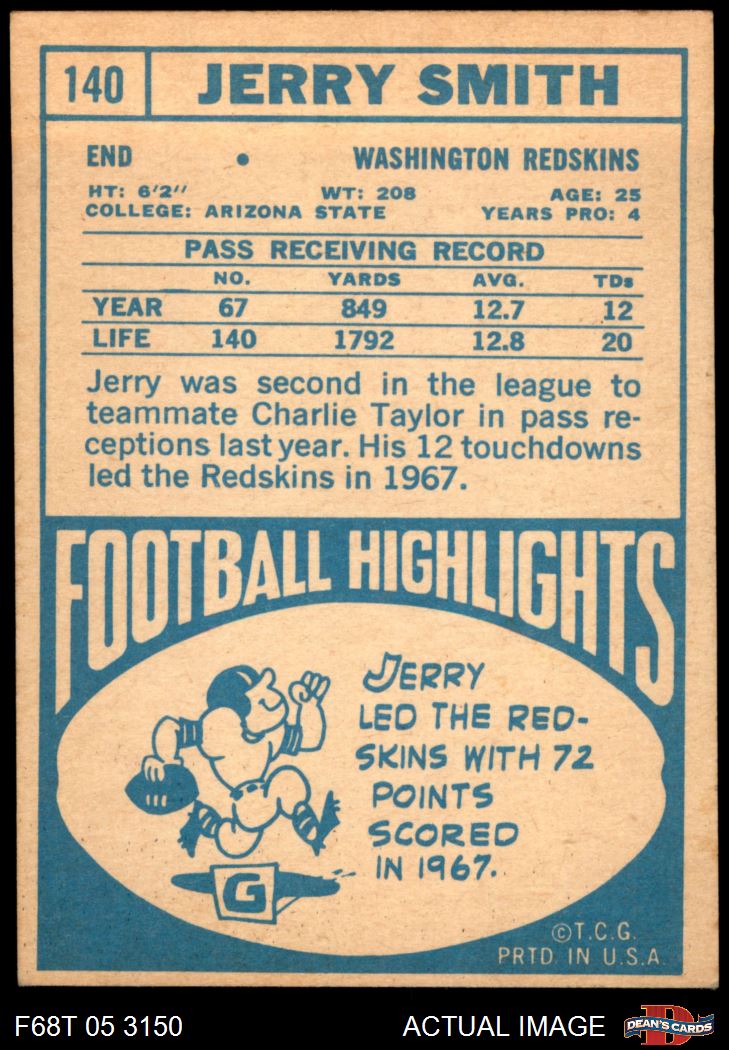 140 JERRY SMITH
END • WASHINGTON REDSKINS
HT: 6'2" WT: 208 AGE: 25
COLLEGE: ARIZONA STATE YEARS PRO: 4
PASS RECEIVING RECORD
NO. YARDS AVG. TDs
YEAR 67 849 12.7 12
LIFE 140 1792 12.8 20
Jerry was second in the league to
teammate Charlie Taylor in pass re-
ceptions last year. His 12 touchdowns
led the Redskins in 1967.
FOOTBALL HIGHLIGHTS
JERRY
LED THE RED-
SKINS WITH 72
POINTS
SCORED
IN 1967.
G
©T.C.G.
PRTD. IN U.S.A.
F68T 05 3150 ACTUAL IMAGE D DEAN'S CARDS